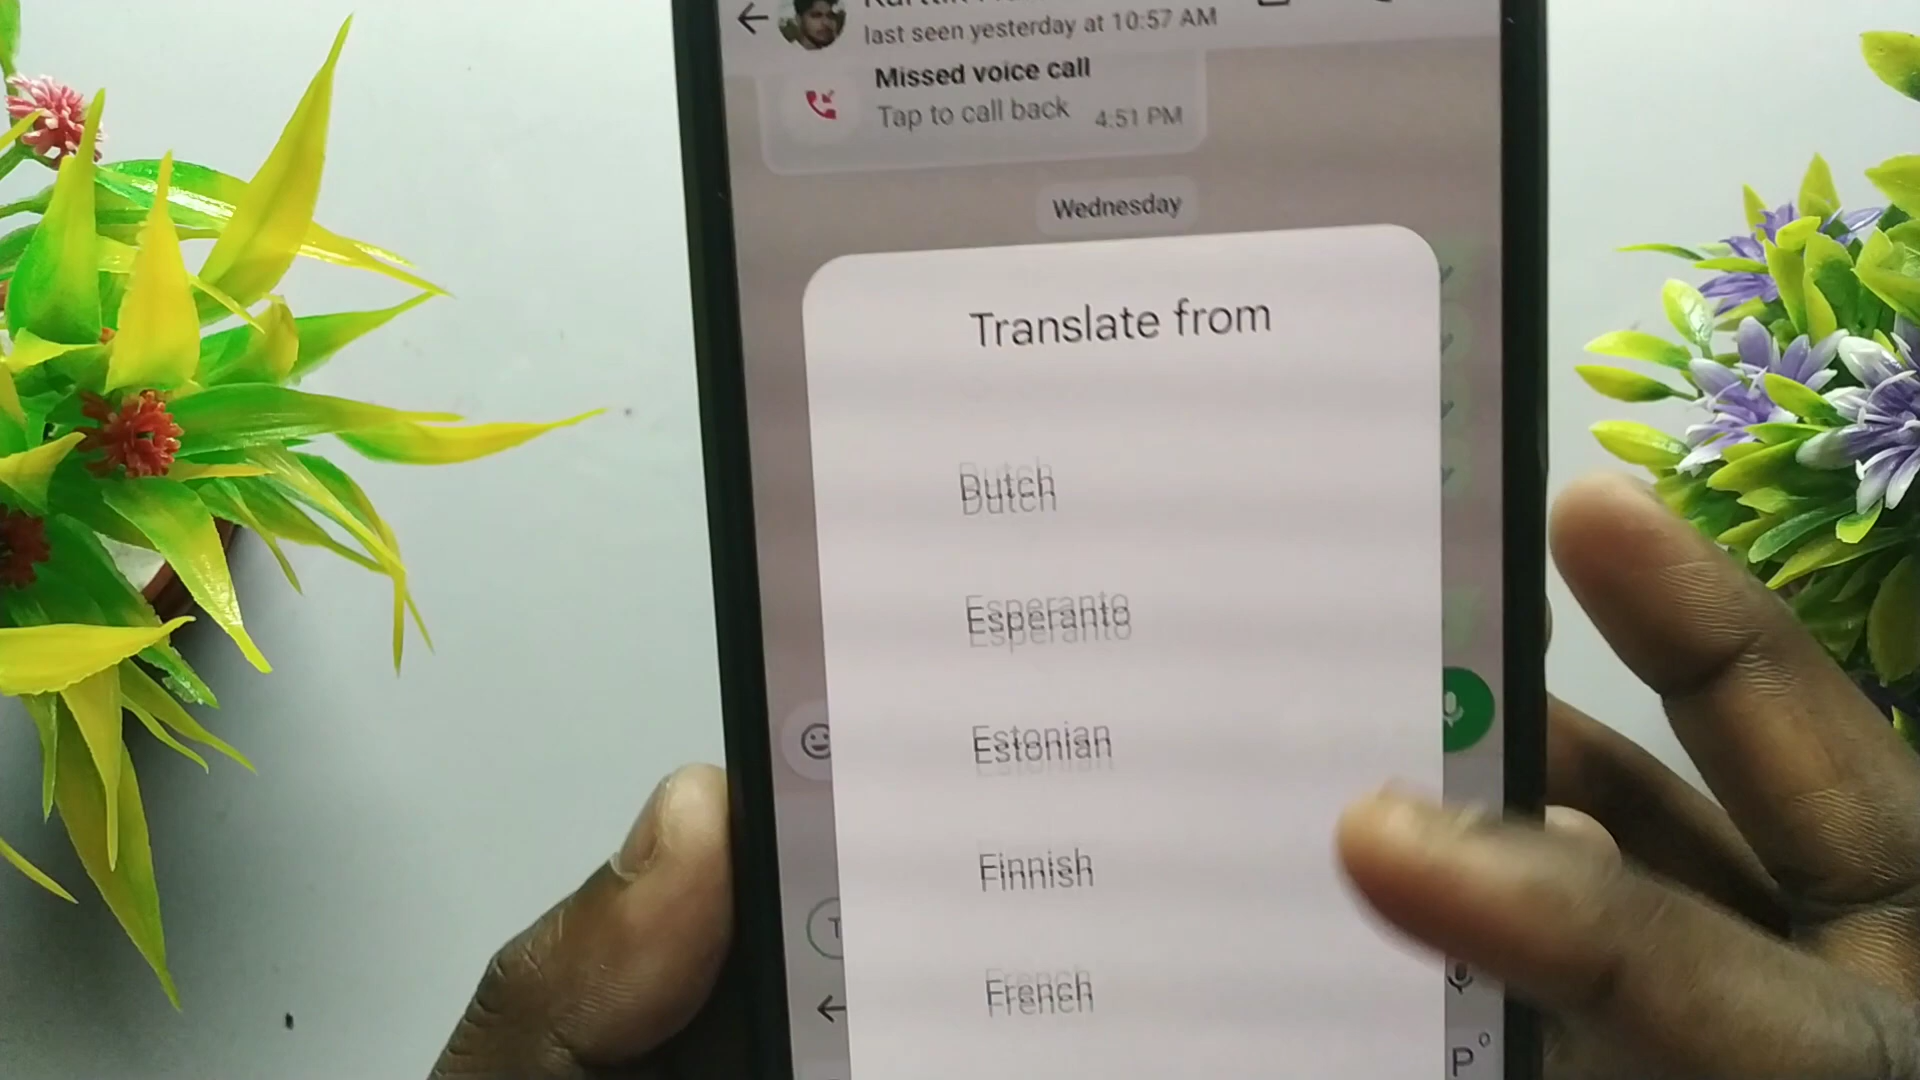 last seen yesterday at 10:57 AM
Missed voice call
Tap to call back 4:51 PM
Wednesday
Translate from
Dutch
Esperanto
Estonian
Finnish
French
T
P